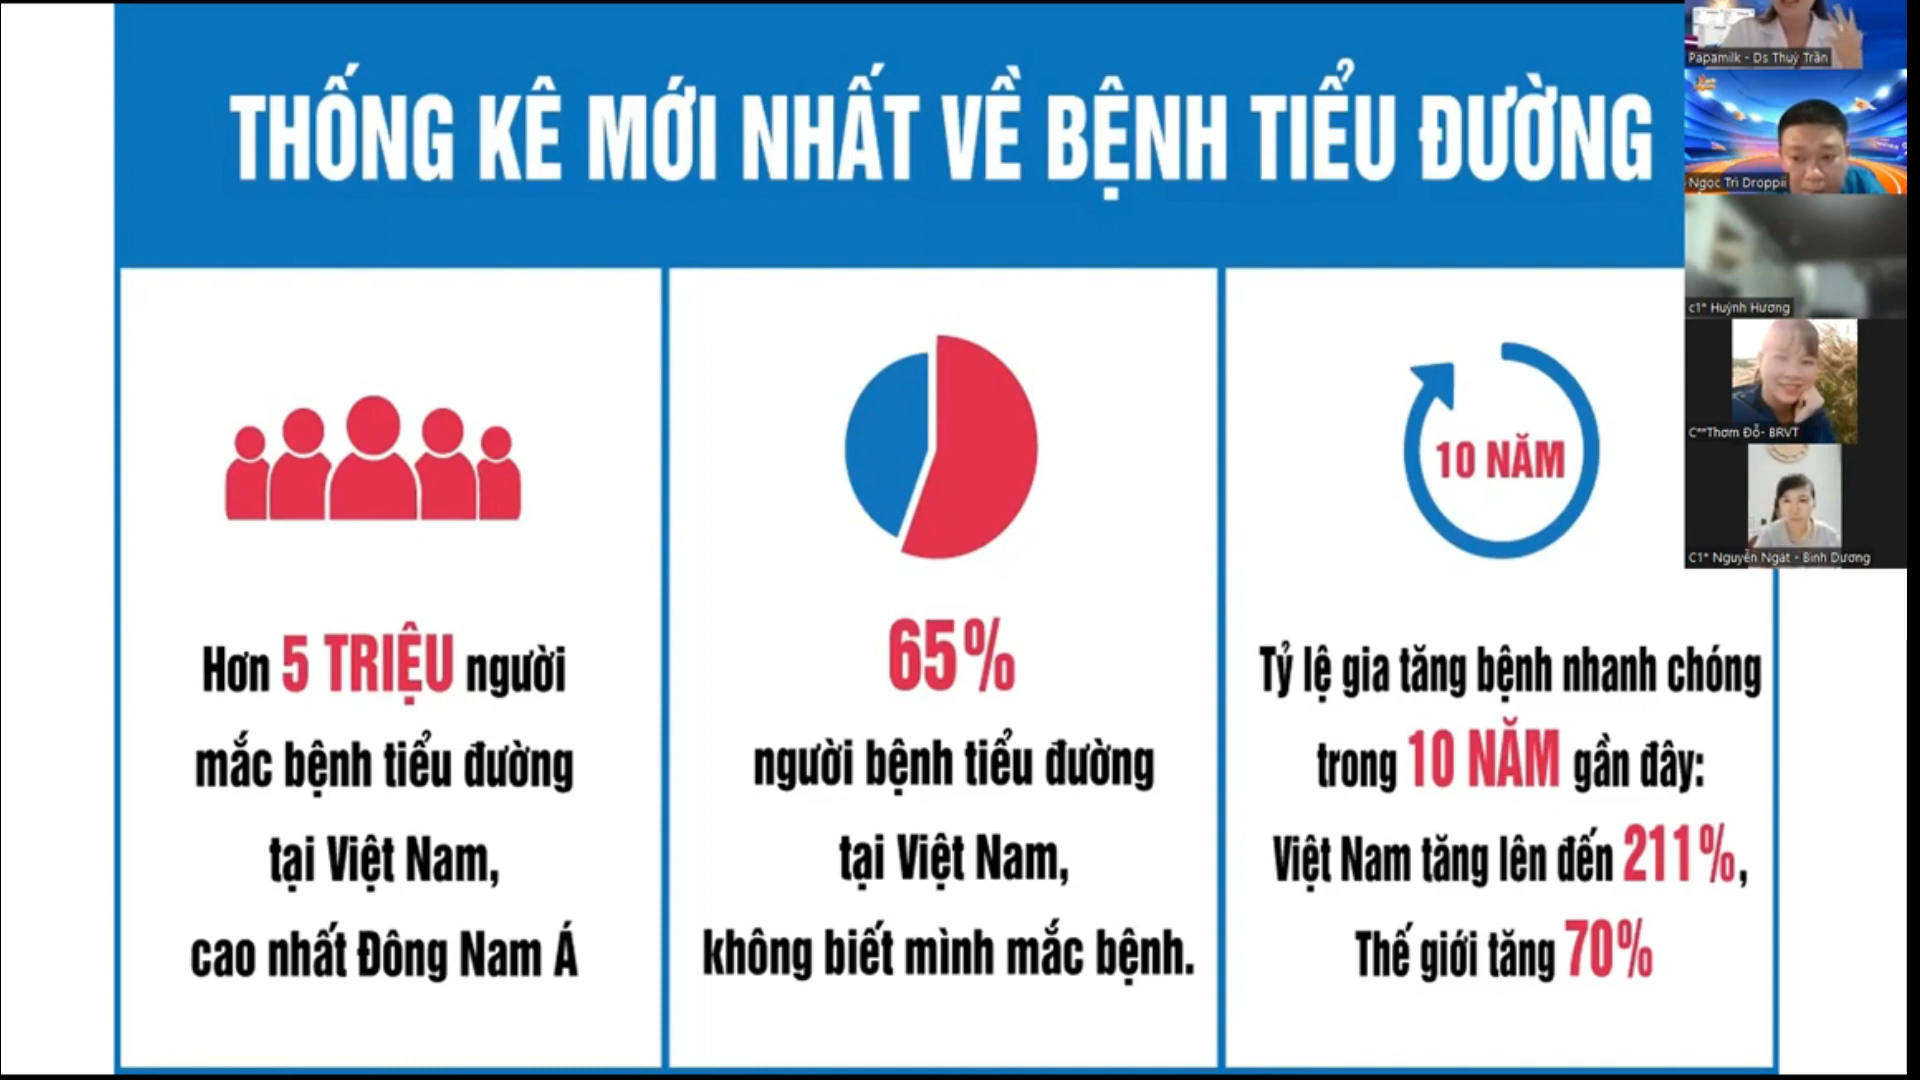 THỐNG KÊ MỚI NHẤT VỀ BỆNH TIỂU ĐƯỜNG
Hơn 5 TRIỆU người
mắc bệnh tiểu đường
tại Việt Nam,
cao nhất Đông Nam Á
65%
người bệnh tiểu đường
tại Việt Nam,
không biết mình mắc bệnh.
10 NĂM
Tỷ lệ gia tăng bệnh nhanh chóng
trong 10 NĂM gần đây:
Việt Nam tăng lên đến 211%,
Thế giới tăng 70%
Papamilk - Ds Thuỳ Trần
Ngọc Trì Droppii
c1* Huỳnh Hương
C**Thơm Đỗ- BRVT
C1* Nguyễn Ngát - Bình Dương